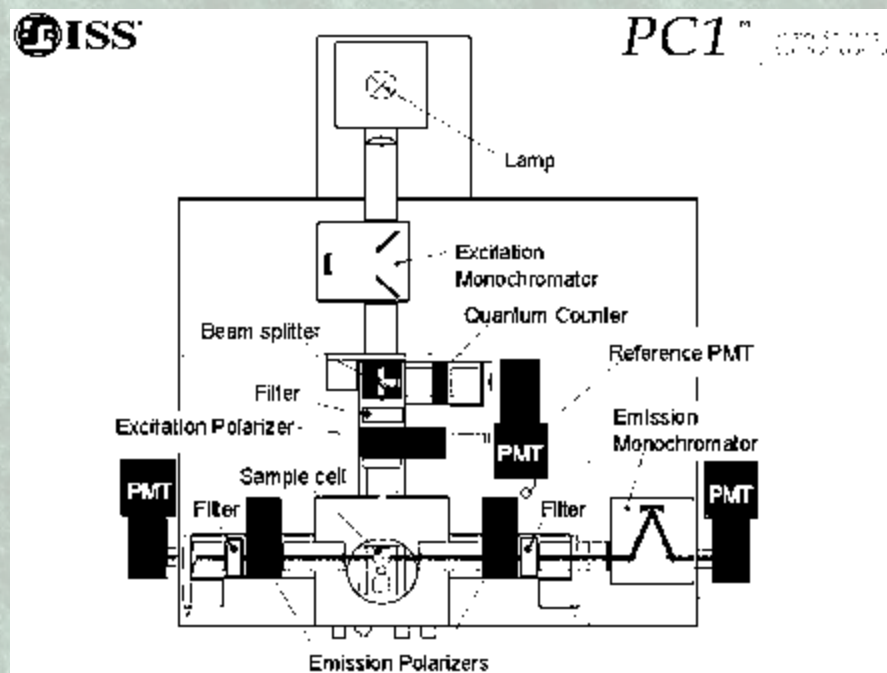 ISS
PC1™
Lamp
Excitation
Monochromator
Quantum Counter
Beam splitter
Reference PMT
Filter
Emission
Monochromator
Excitation Polarizer
PMT
Sample cell
PMT
PMT
Filter
Filter
Emission Polarizers